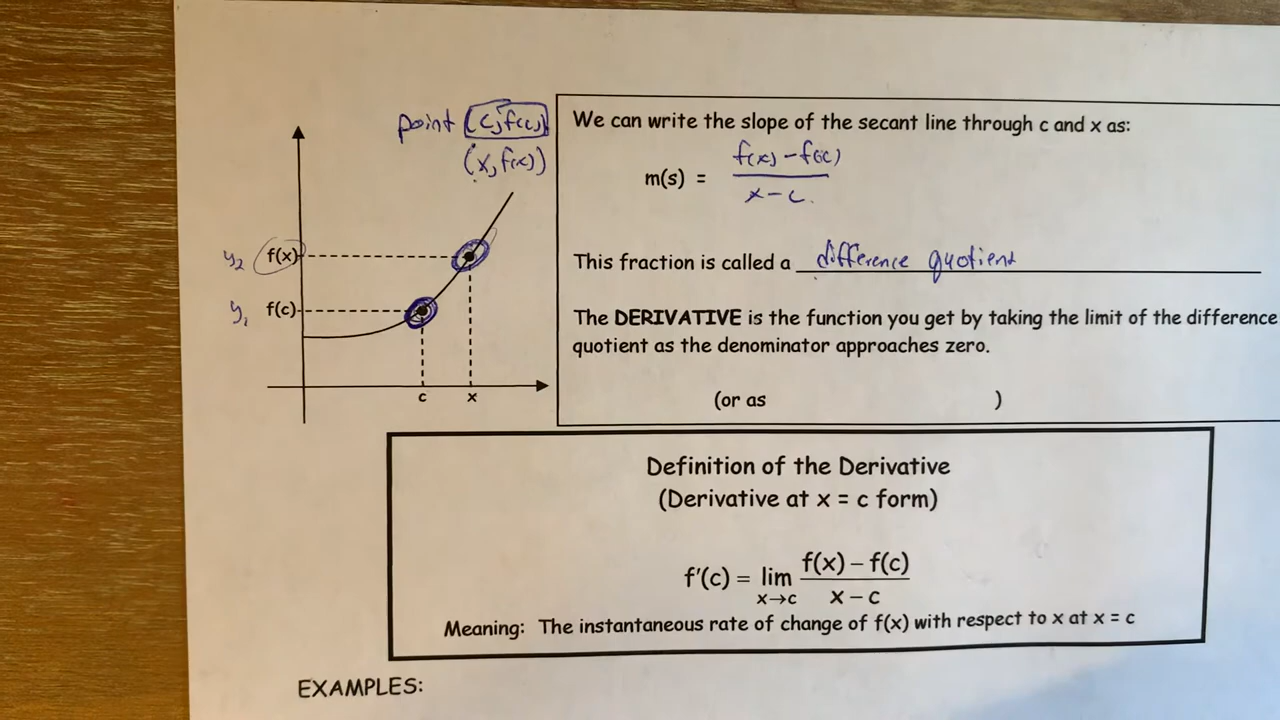 point (c, f(c))
(x, f(x))
y₂ f(x)
y₁ f(c)
c x
We can write the slope of the secant line through c and x as:
f(x) - f(c)
m(s) =
x - c
This fraction is called a difference quotient
The DERIVATIVE is the function you get by taking the limit of the difference
quotient as the denominator approaches zero.
(or as )
Definition of the Derivative
(Derivative at x = c form)
f'(c) = lim x→c f(x) – f(c) / x – c
Meaning: The instantaneous rate of change of f(x) with respect to x at x = c
EXAMPLES: